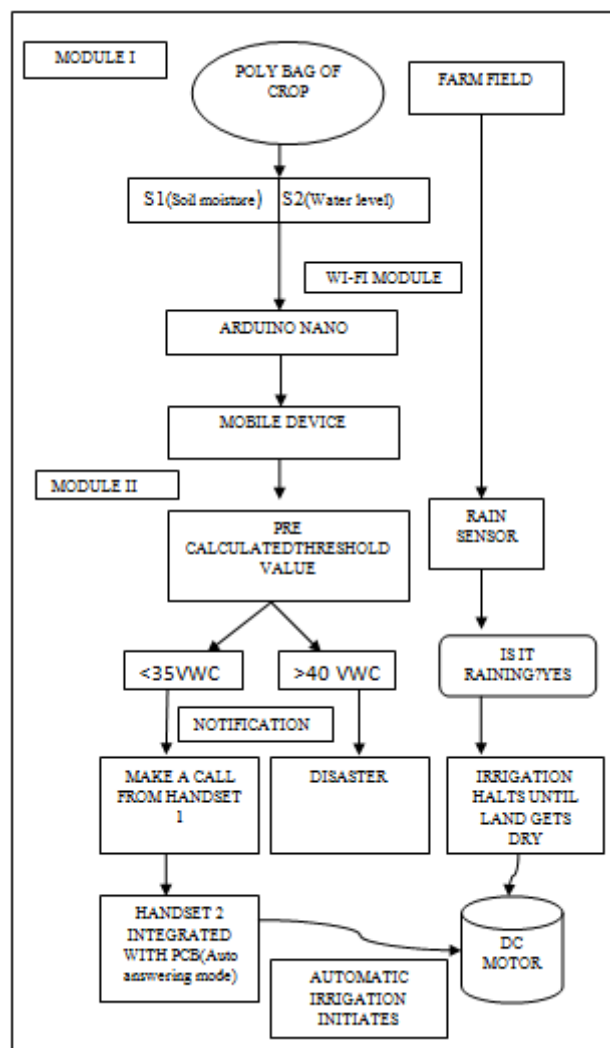 MODULE I
POLY BAG OF
CROP
FARM FIELD
S1(Soil moisture) S2(Water level)
WI-FI MODULE
ARDUINO NANO
MOBILE DEVICE
MODULE II
PRE
CALCULATEDTHRESHOLD
VALUE
RAIN
SENSOR
<35VWC
>40 VWC
IS IT
RAINING?YES
NOTIFICATION
MAKE A CALL
FROM HANDSET
1
DISASTER
IRRIGATION
HALTS UNTIL
LAND GETS
DRY
HANDSET 2
INTEGRATED
WITH PCB(Auto
answering mode)
DC
MOTOR
AUTOMATIC
IRRIGATION
INITIATES